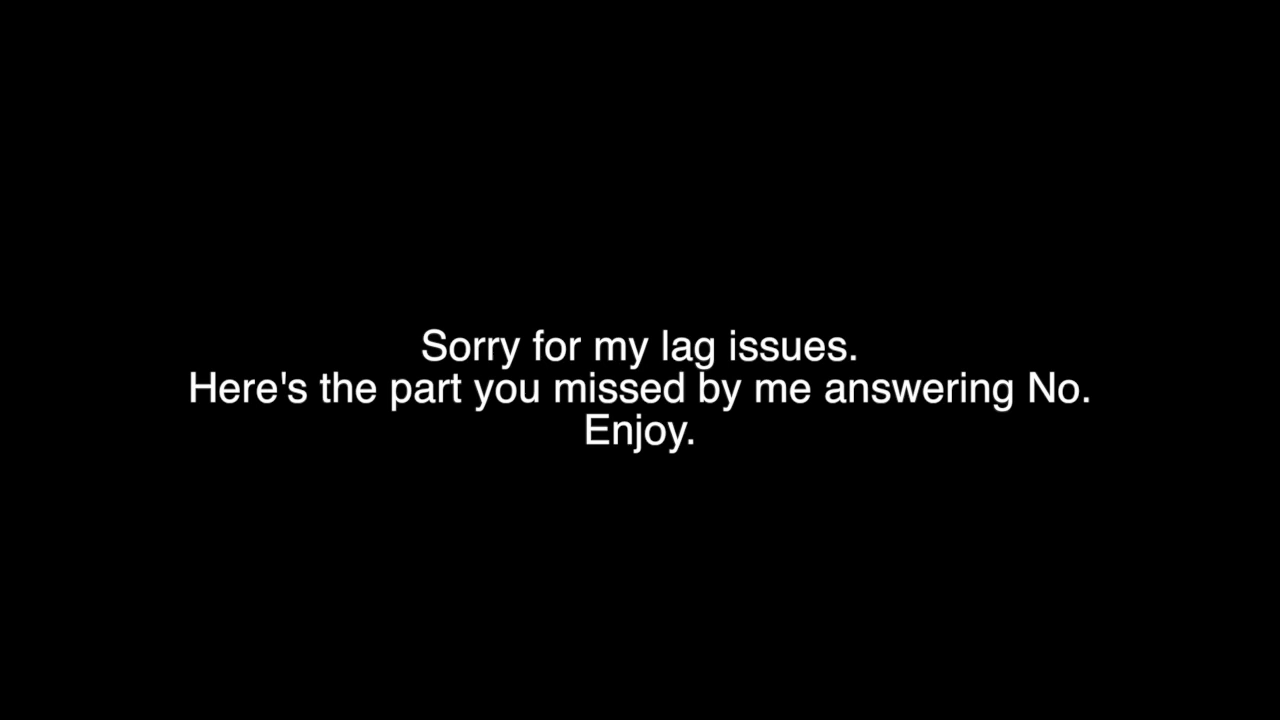 Sorry for my lag issues.
Here's the part you missed by me answering No.
Enjoy.